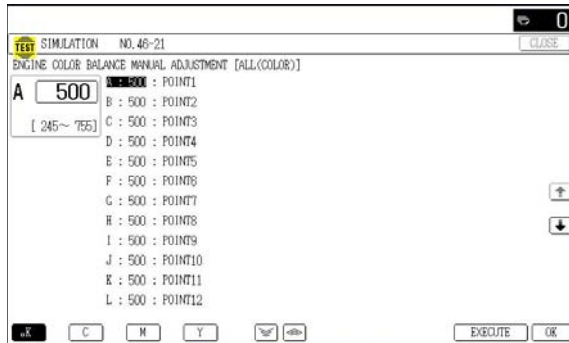 0
TEST SIMULATION NO. 46-21
CLOSE
ENGINE COLOR BALANCE MANUAL ADJUSTMENT [ALL(COLOR)]
A 500
[ 245~ 755]
A : 500 : POINT1
B : 500 : POINT2
C : 500 : POINT3
D : 500 : POINT4
E : 500 : POINT5
F : 500 : POINT6
G : 500 : POINT7
H : 500 : POINT8
I : 500 : POINT9
J : 500 : POINT10
K : 500 : POINT11
L : 500 : POINT12
K C M Y EXECUTE OK